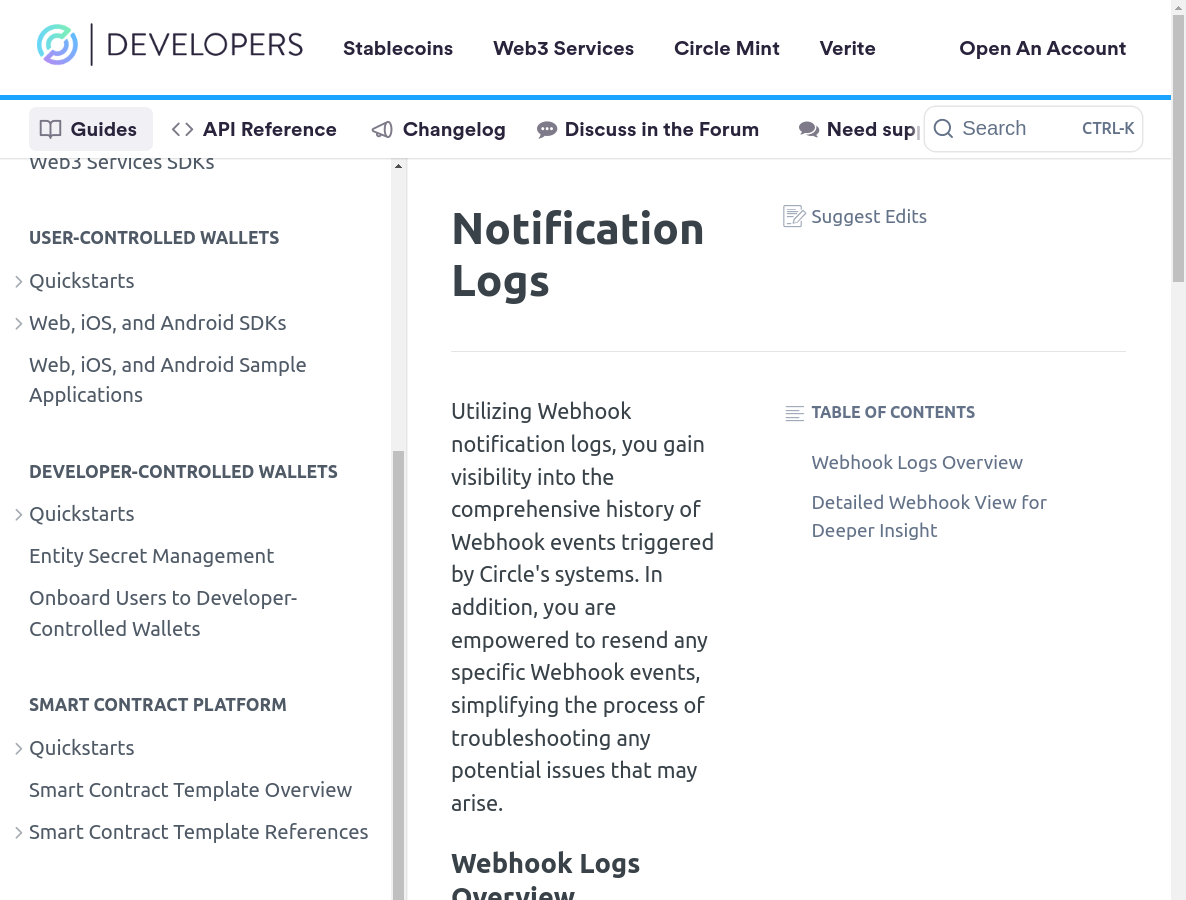 DEVELOPERS
Stablecoins
Web3 Services
Circle Mint
Verite
Open An Account
Guides
API Reference
Changelog
Discuss in the Forum
Need sup
Search
CTRL-K
Web3 Services SDKs
USER-CONTROLLED WALLETS
Quickstarts
Web, iOS, and Android SDKs
Web, iOS, and Android Sample
Applications
DEVELOPER-CONTROLLED WALLETS
Quickstarts
Entity Secret Management
Onboard Users to Developer-
Controlled Wallets
SMART CONTRACT PLATFORM
Quickstarts
Smart Contract Template Overview
Smart Contract Template References
Notification
Logs
Suggest Edits
Utilizing Webhook
notification logs, you gain
visibility into the
comprehensive history of
Webhook events triggered
by Circle's systems. In
addition, you are
empowered to resend any
specific Webhook events,
simplifying the process of
troubleshooting any
potential issues that may
arise.
Webhook Logs
Overview
TABLE OF CONTENTS
Webhook Logs Overview
Detailed Webhook View for
Deeper Insight